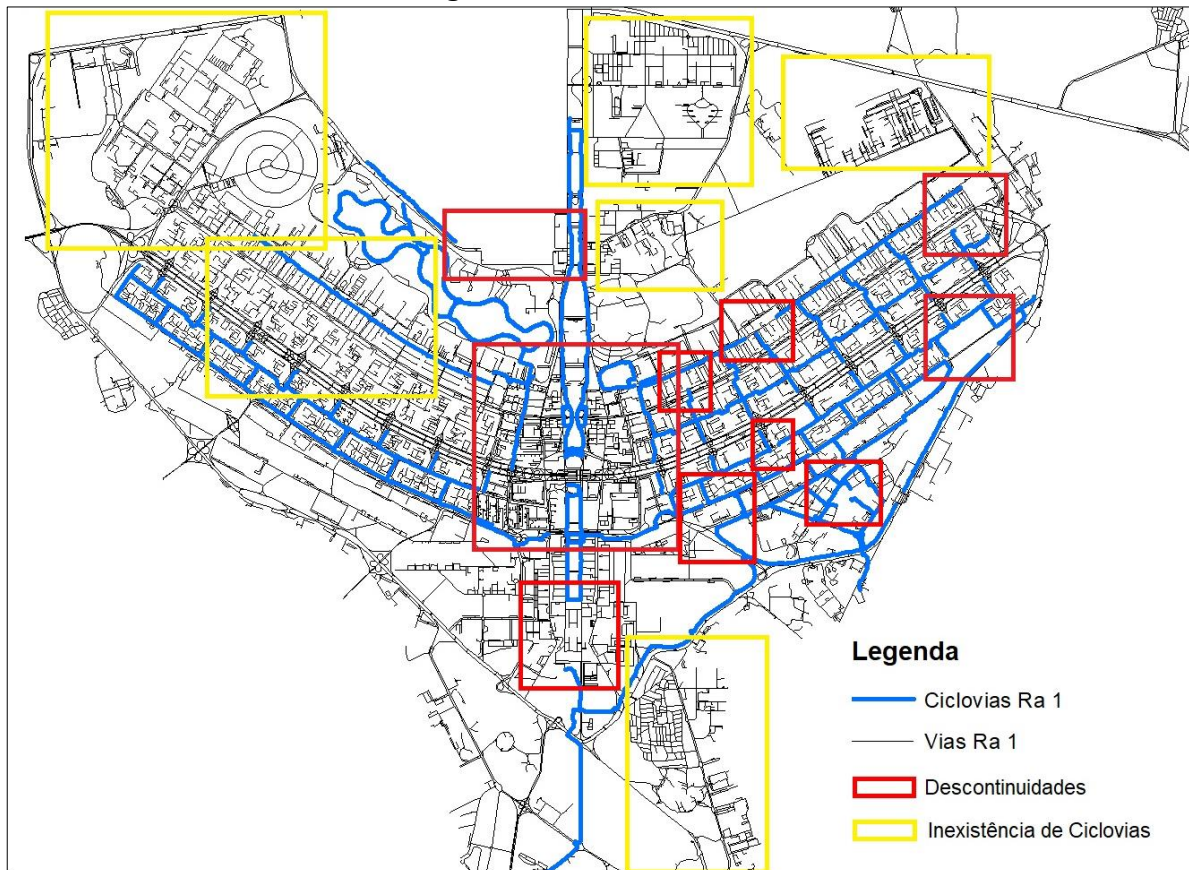 Legenda
Ciclovias Ra 1
Vias Ra 1
Descontinuidades
Inexistência de Ciclovias